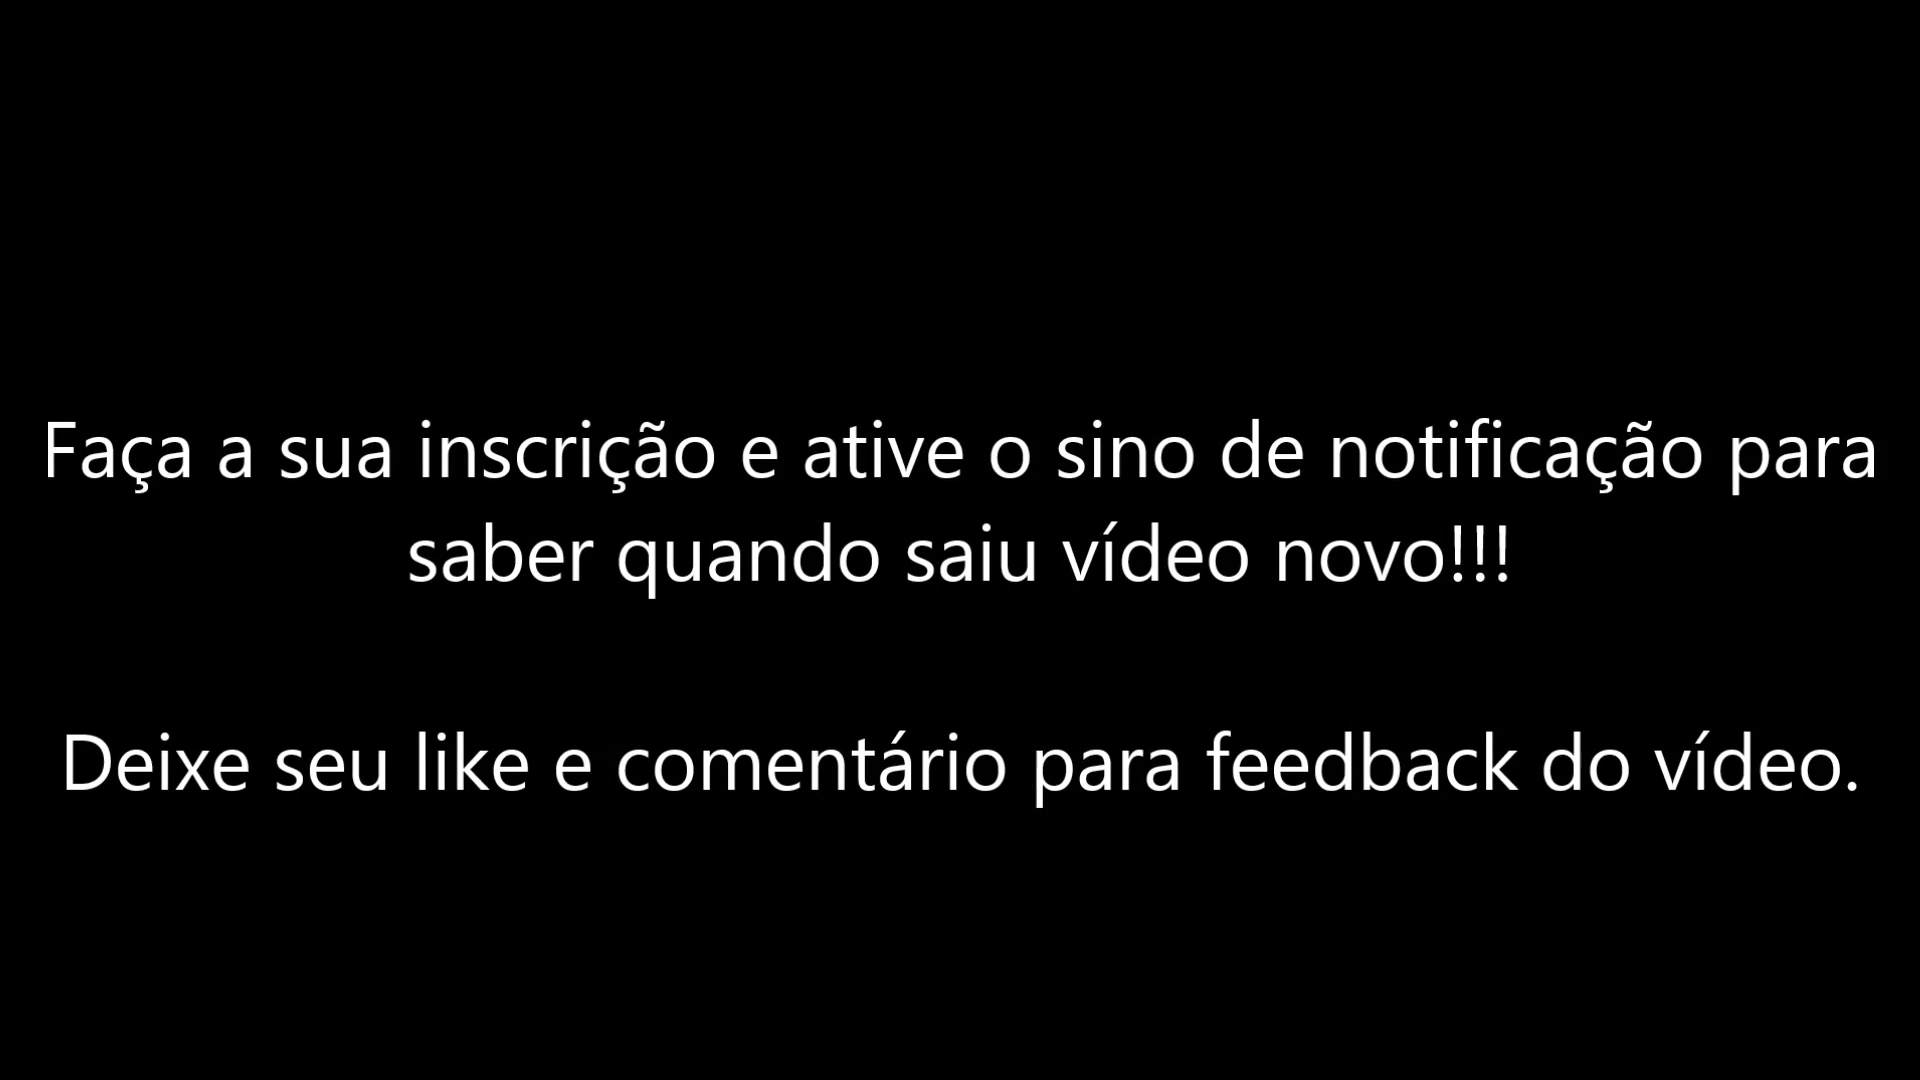 Faça a sua inscrição e ative o sino de notificação para
saber quando saiu vídeo novo!!!
Deixe seu like e comentário para feedback do vídeo.